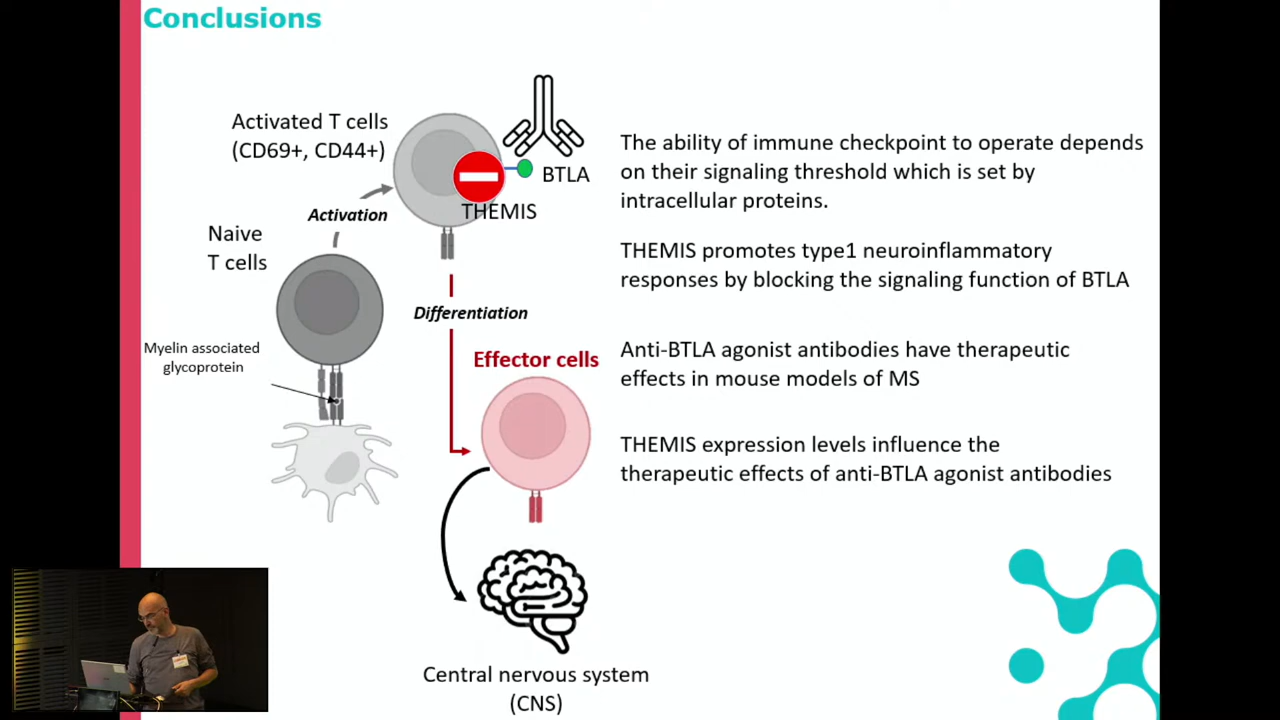 Conclusions
Activated T cells
(CD69+, CD44+)
BTLA
THEMIS
Activation
Naive
T cells
Differentiation
Myelin associated
glycoprotein
Effector cells
Central nervous system
(CNS)
The ability of immune checkpoint to operate depends
on their signaling threshold which is set by
intracellular proteins.
THEMIS promotes type1 neuroinflammatory
responses by blocking the signaling function of BTLA
Anti-BTLA agonist antibodies have therapeutic
effects in mouse models of MS
THEMIS expression levels influence the
therapeutic effects of anti-BTLA agonist antibodies